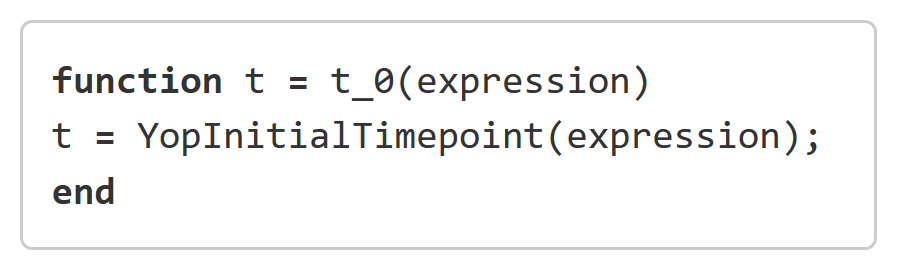 function t = t_0(expression)
t = YopInitialTimepoint(expression);
end